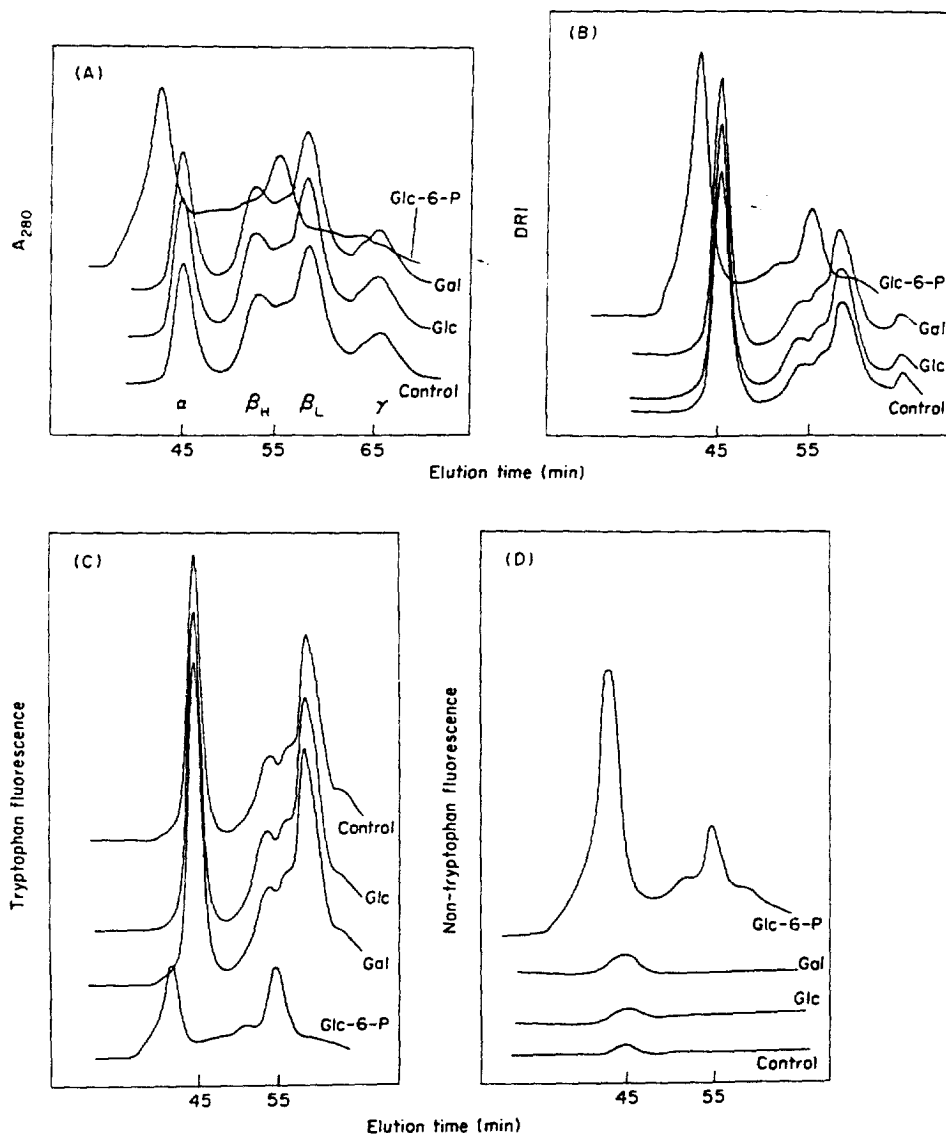 (A)
A280
Glc-6-P
Gal
Glc
Control
α
βH
βL
γ
45
55
65
(B)
DRI
Glc-6-P
Gal
Glc
Control
45
55
Elution time (min)
(C)
Tryptophan fluorescence
Control
Glc
Gal
Glc-6-P
45
55
(D)
Non-tryptophan fluorescence
Glc-6-P
Gal
Glc
Control
45
55
Elution time (min)